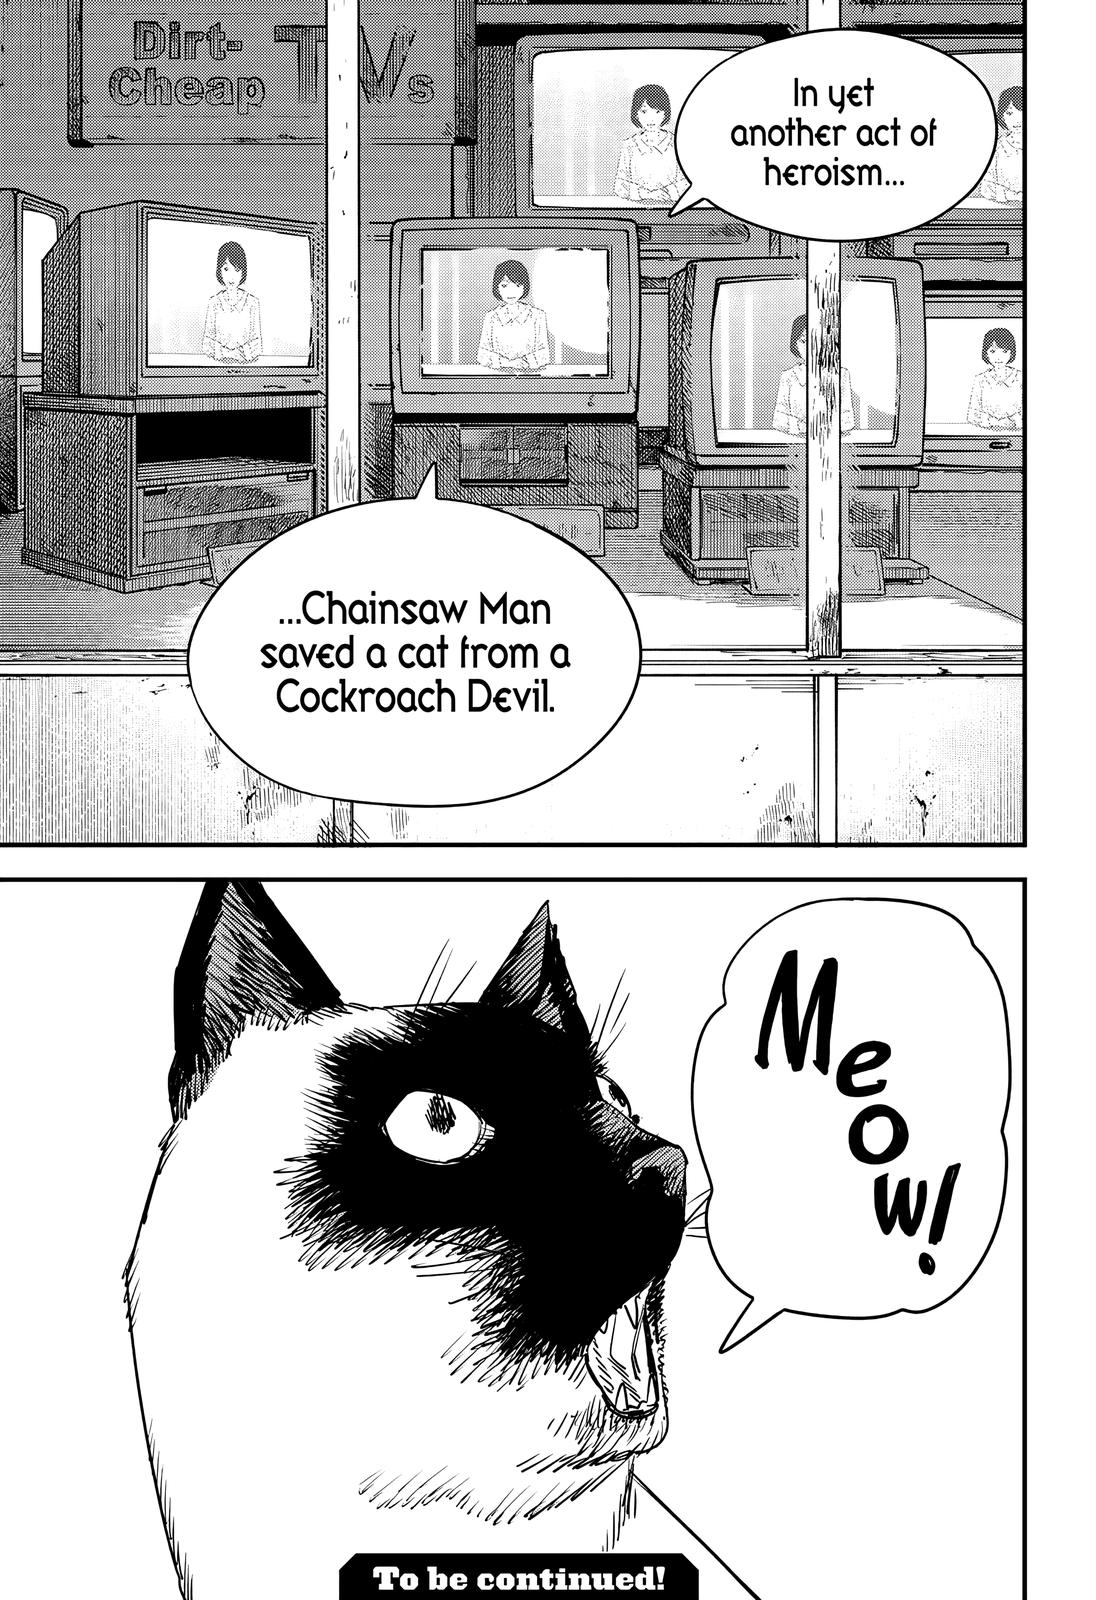 Dirt-
Cheap TVs
In yet
another act of
heroism...
...Chainsaw Man
saved a cat from a
Cockroach Devil.
Meow!
To be continued!